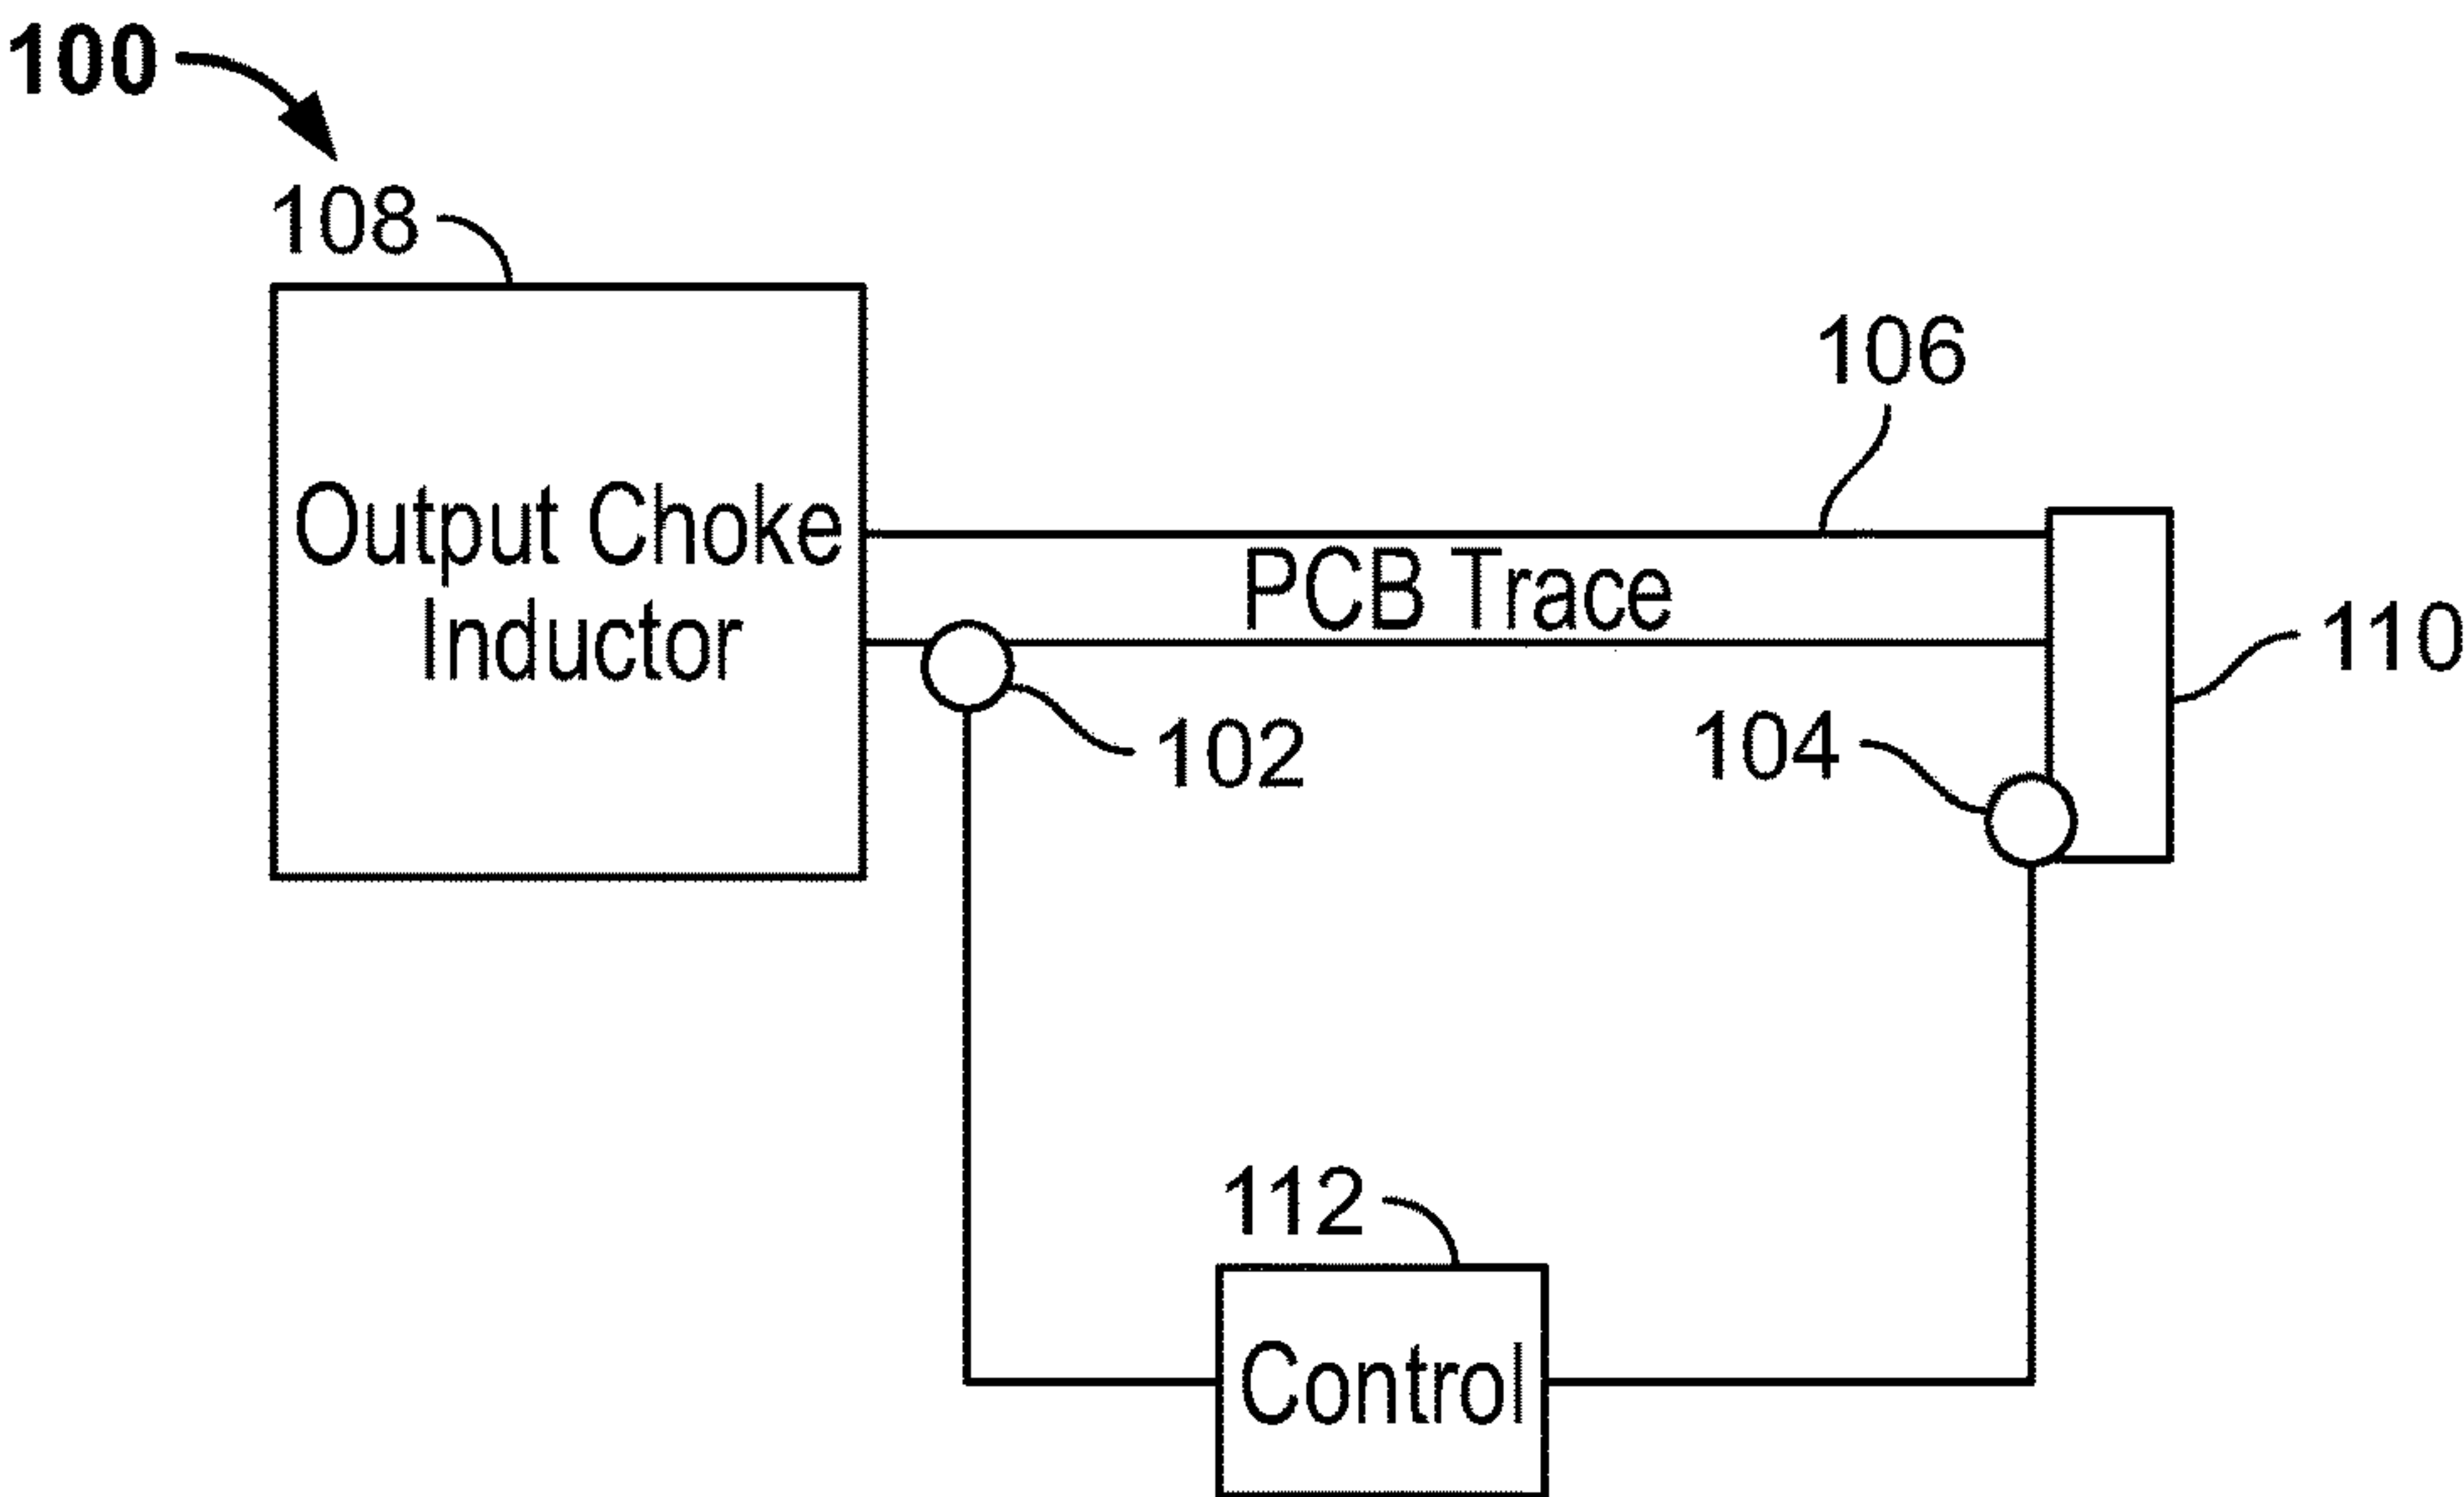 100
108
106
Output Choke
Inductor
PCB Trace
110
102
104
112
Control